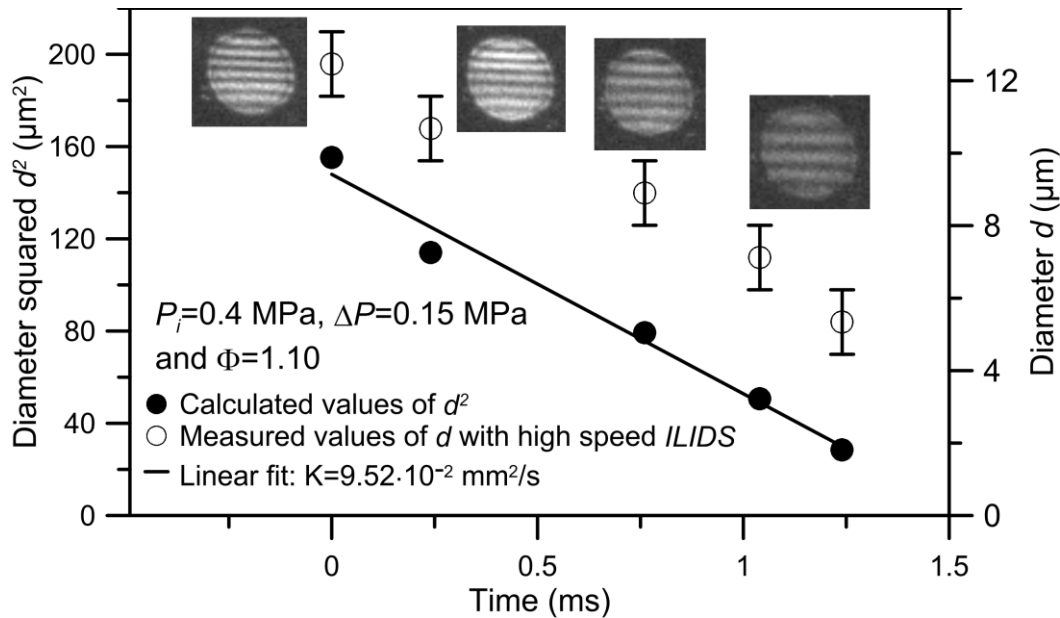 200
160
120
80
40
0
Diameter squared d² (µm²)
12
8
4
0
Diameter d (µm)
Pᵢ=0.4 MPa, ΔP=0.15 MPa
and Φ=1.10
Calculated values of d²
Measured values of d with high speed ILIDS
Linear fit: K=9.52·10⁻² mm²/s
0 0.5 1 1.5
Time (ms)